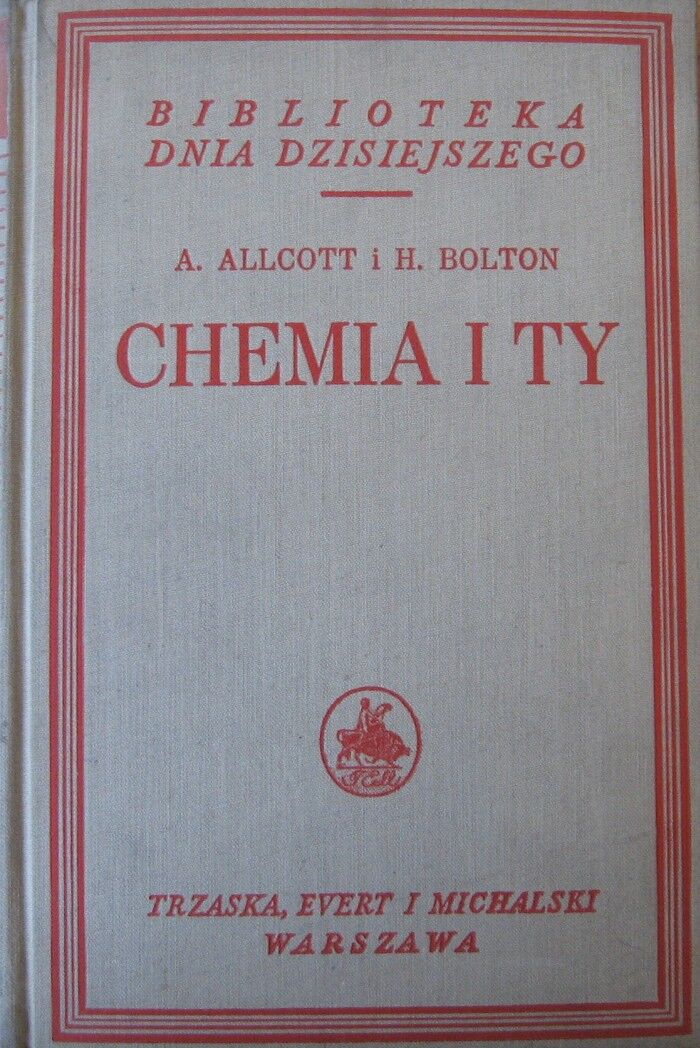 BIBLIOTEKA
DNIA DZISIEJSZEGO
A. ALLCOTT i H. BOLTON
CHEMIA I TY
TRZASKA, EVERT I MICHALSKI
WARSZAWA